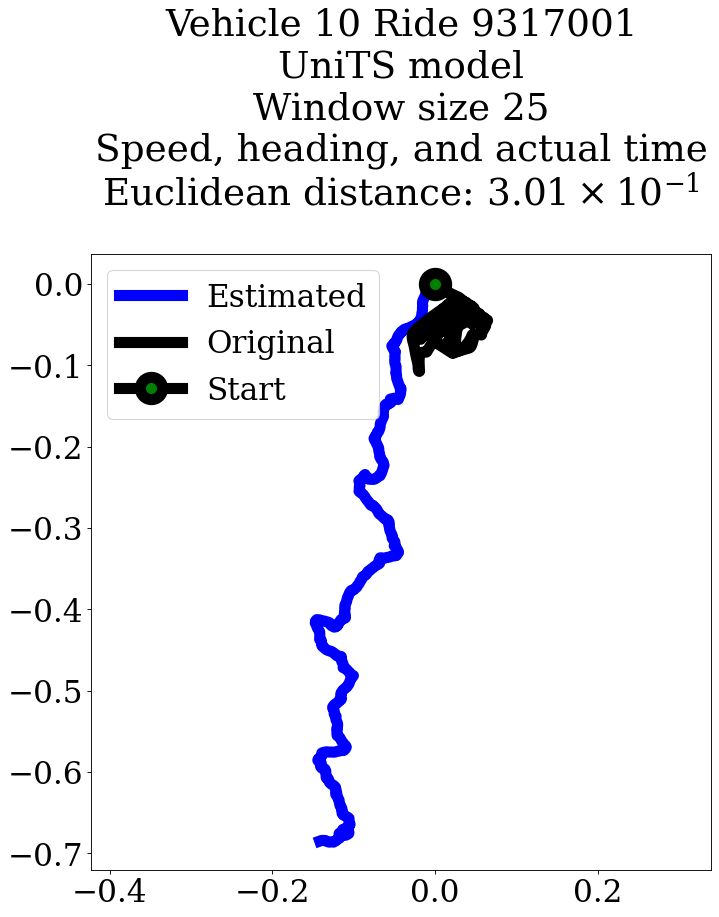 Vehicle 10 Ride 9317001
UniTS model
Window size 25
Speed, heading, and actual time
Euclidean distance: 3.01 × 10⁻¹
Estimated
Original
Start
0.0
−0.1
−0.2
−0.3
−0.4
−0.5
−0.6
−0.7
−0.4
−0.2
0.0
0.2